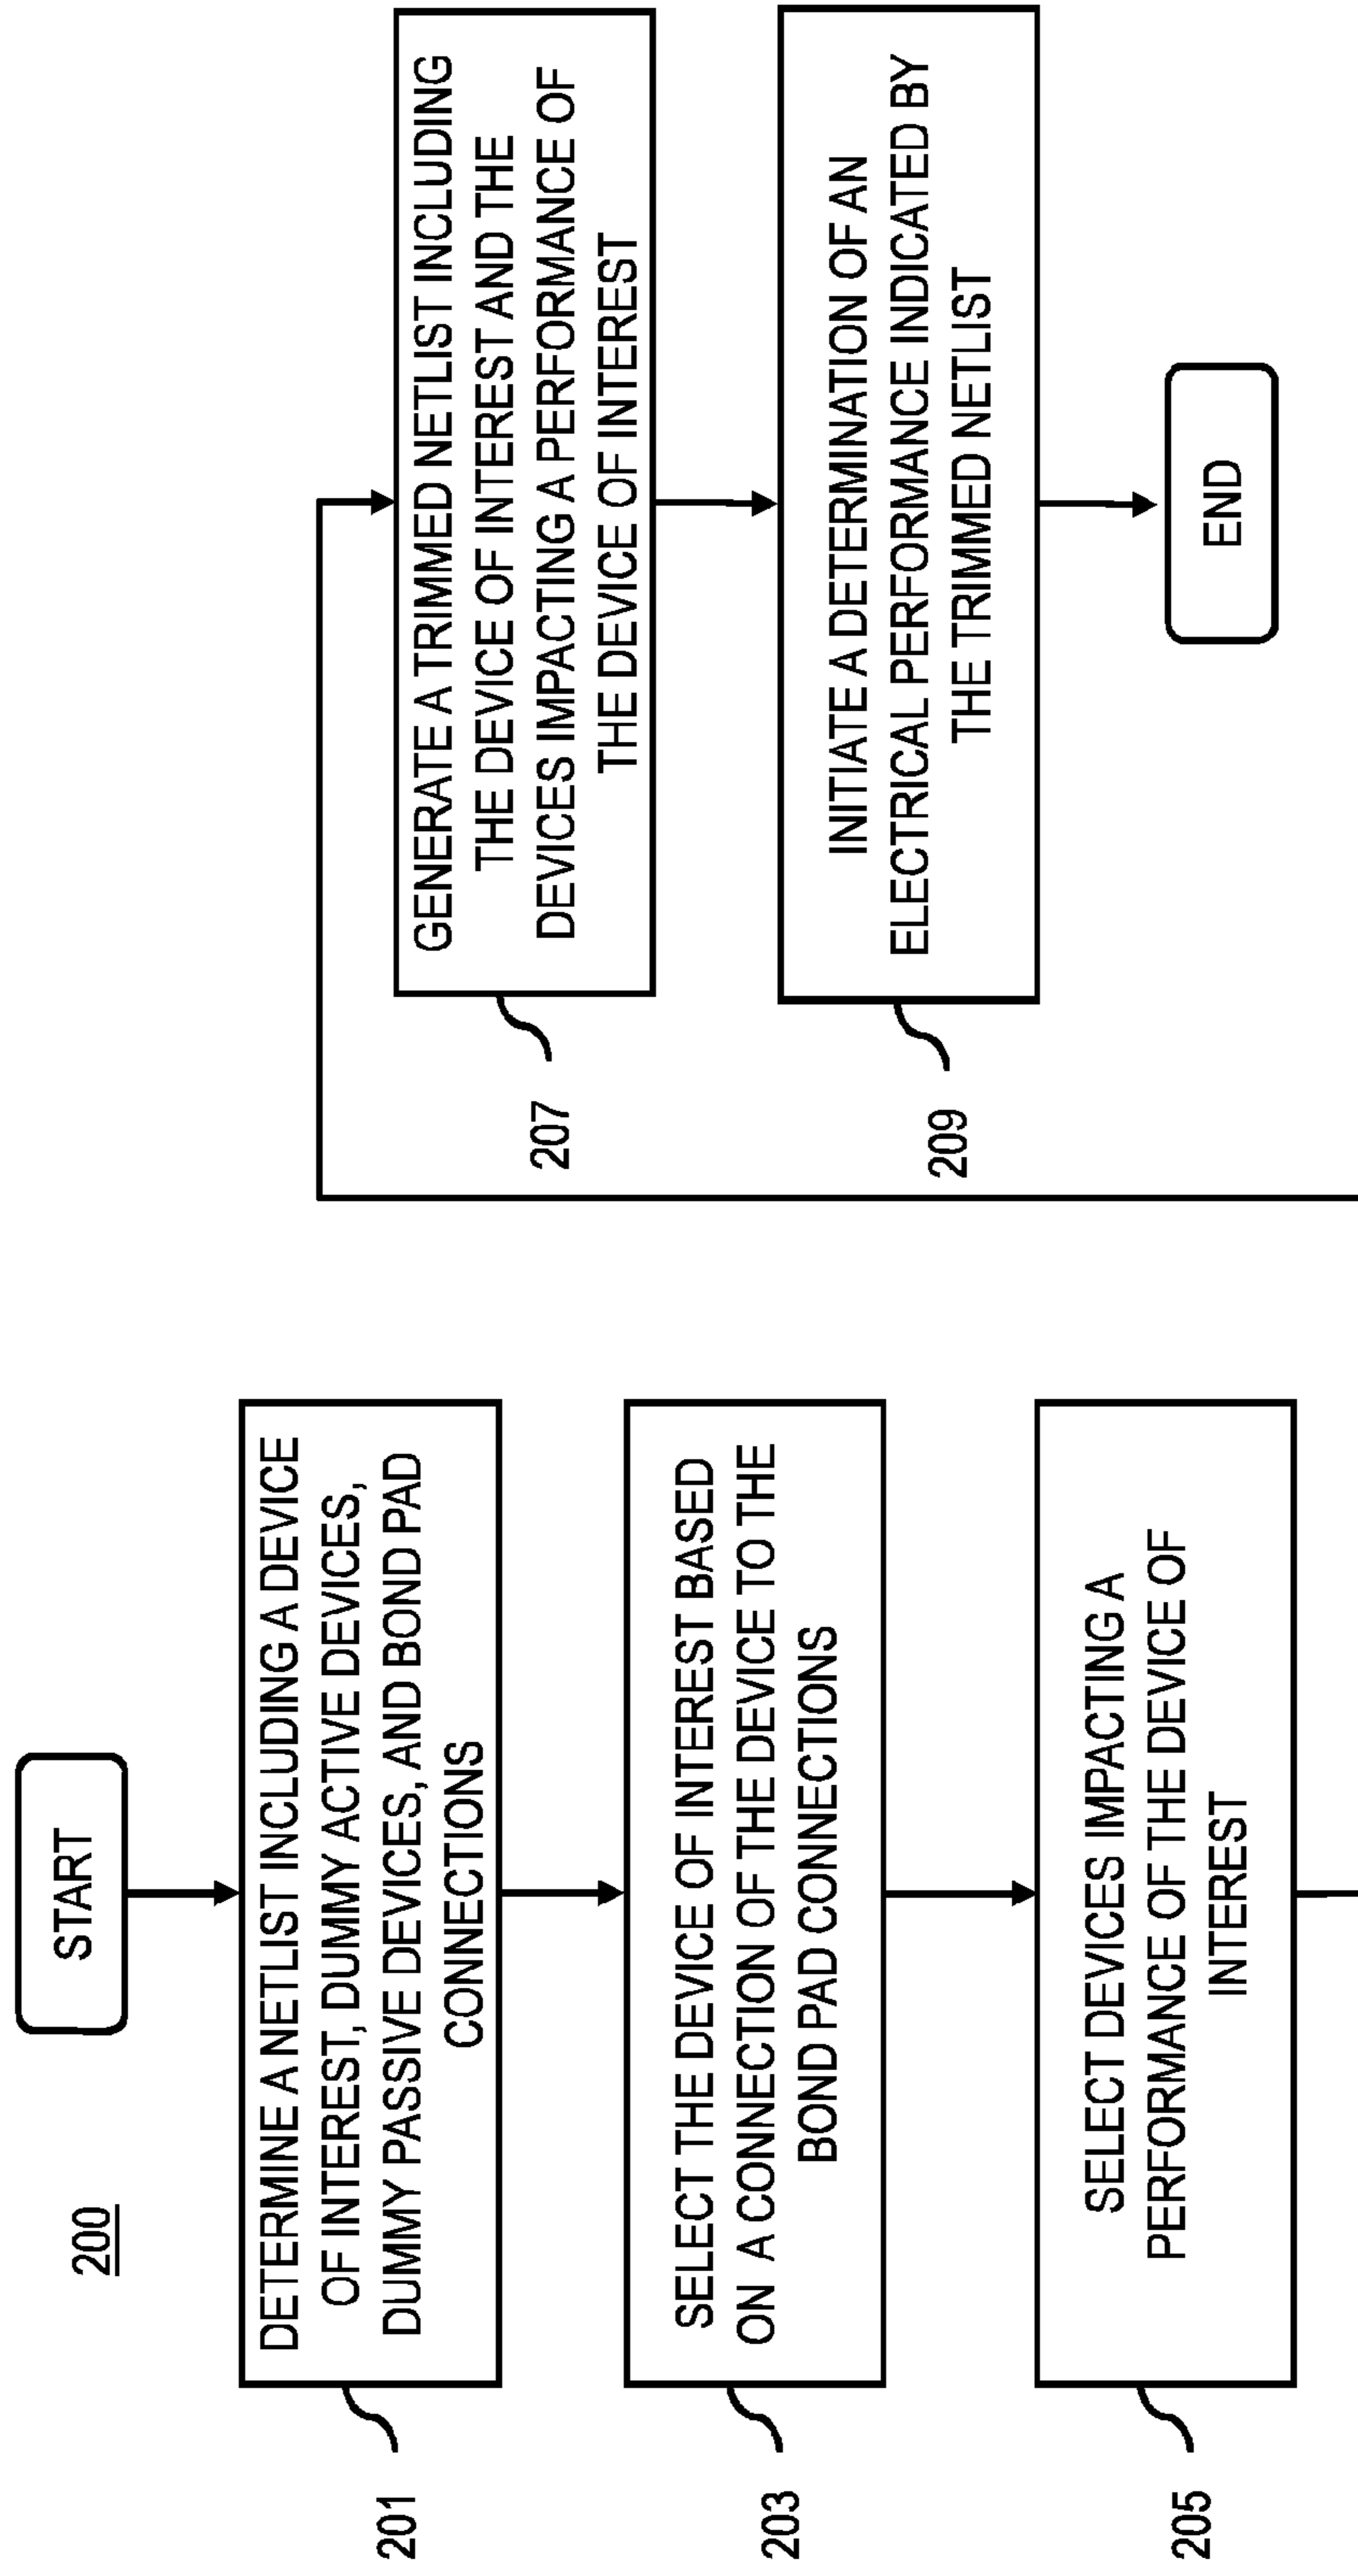 200
START
201
DETERMINE A NETLIST INCLUDING A DEVICE
OF INTEREST, DUMMY ACTIVE DEVICES,
DUMMY PASSIVE DEVICES, AND BOND PAD
CONNECTIONS
203
SELECT THE DEVICE OF INTEREST BASED
ON A CONNECTION OF THE DEVICE TO THE
BOND PAD CONNECTIONS
205
SELECT DEVICES IMPACTING A
PERFORMANCE OF THE DEVICE OF
INTEREST
207
GENERATE A TRIMMED NETLIST INCLUDING
THE DEVICE OF INTEREST AND THE
DEVICES IMPACTING A PERFORMANCE OF
THE DEVICE OF INTEREST
209
INITIATE A DETERMINATION OF AN
ELECTRICAL PERFORMANCE INDICATED BY
THE TRIMMED NETLIST
END